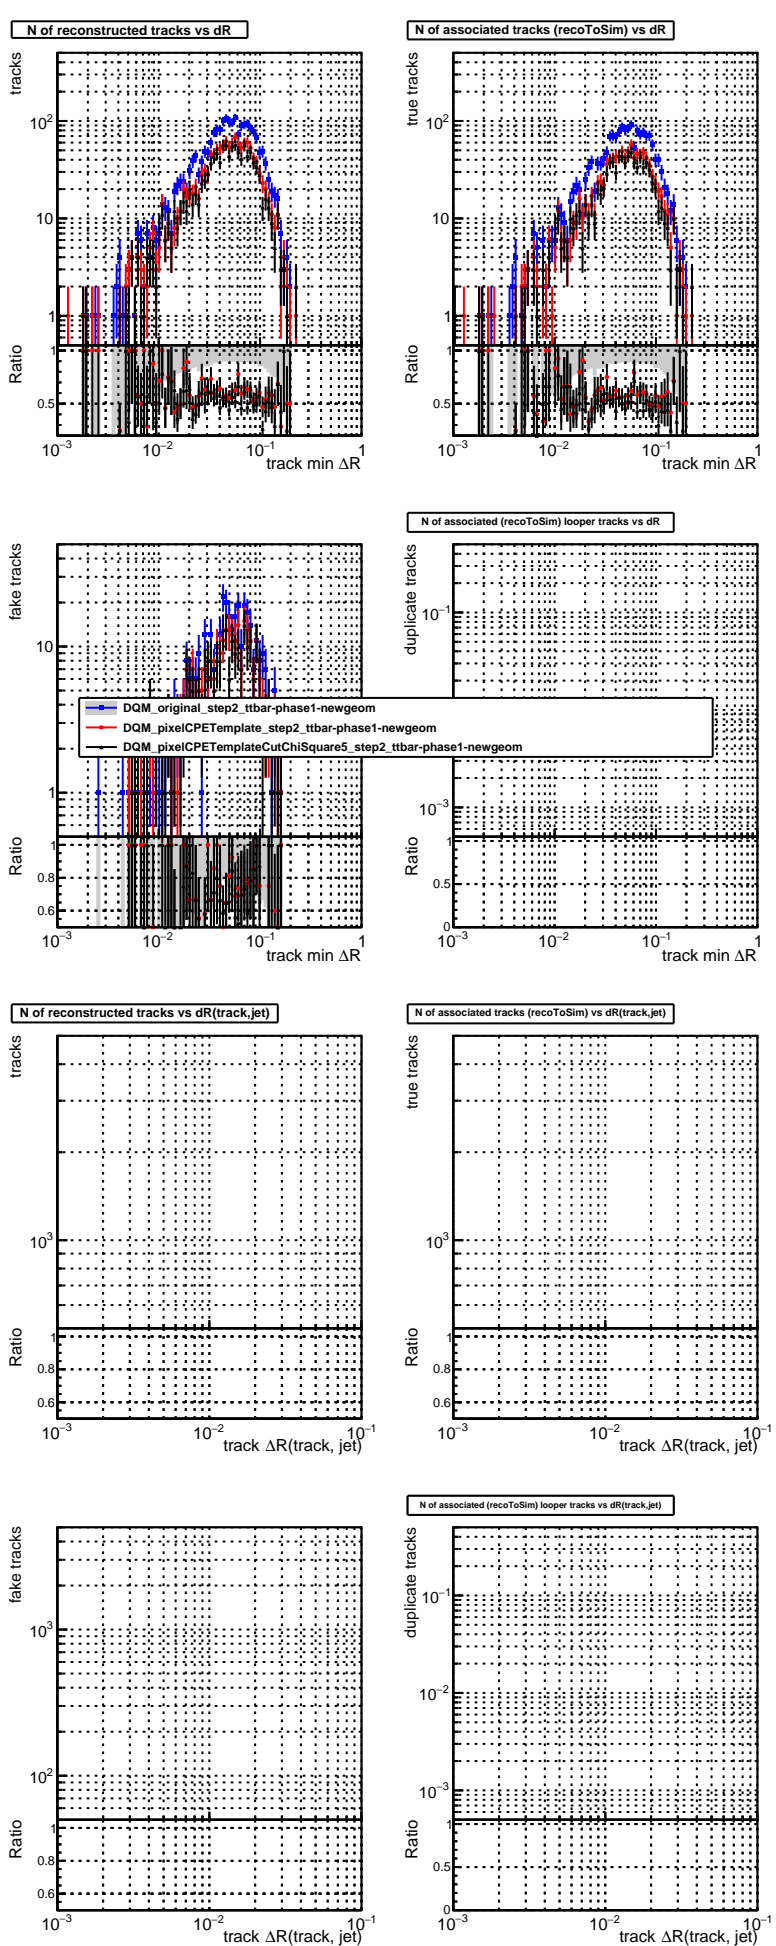 N of reconstructed tracks vs dR
tracks
10²
10
1
Ratio
1
0.5
10⁻³
10⁻²
10⁻¹
1
track min ΔR
N of associated tracks (recoToSim) vs dR
true tracks
10²
10
1
Ratio
1
0.5
10⁻³
10⁻²
10⁻¹
1
track min ΔR
fake tracks
10
1
Ratio
1
0.8
0.6
10⁻³
10⁻²
10⁻¹
1
track min ΔR
N of associated (recoToSim) looper tracks vs dR
duplicate tracks
10⁻¹
10⁻³
Ratio
1
0.5
0
10⁻³
10⁻²
10⁻¹
1
track min ΔR
DQM_original_step2_ttbar-phase1-newgeom
DQM_pixelCPETemplate_step2_ttbar-phase1-newgeom
DQM_pixelCPETemplateCutChiSquare5_step2_ttbar-phase1-newgeom
N of reconstructed tracks vs dR(track,jet)
tracks
10³
Ratio
1
0.8
0.6
10⁻³
10⁻²
10⁻¹
track ΔR(track, jet)
N of associated tracks (recoToSim) vs dR(track,jet)
true tracks
10³
Ratio
1
0.8
0.6
10⁻³
10⁻²
10⁻¹
track ΔR(track, jet)
fake tracks
10³
10²
Ratio
1
0.8
0.6
10⁻³
10⁻²
10⁻¹
track ΔR(track, jet)
N of associated (recoToSim) looper tracks vs dR(track,jet)
duplicate tracks
10⁻¹
10⁻²
10⁻³
Ratio
1
0.5
0
10⁻³
10⁻²
10⁻¹
track ΔR(track, jet)